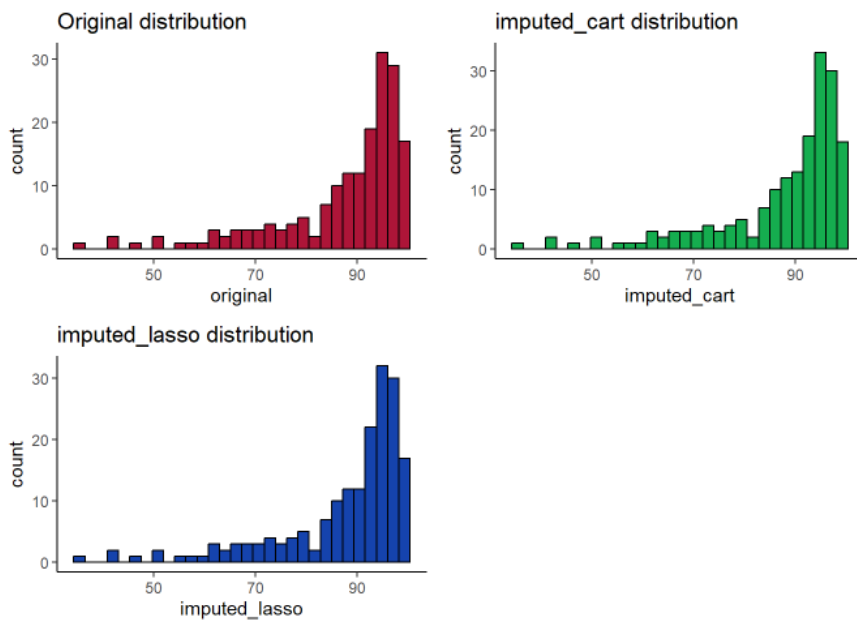 Original distribution
30
20
10
0
count
50 70 90
original
imputed_cart distribution
30
20
10
0
count
50 70 90
imputed_cart
imputed_lasso distribution
30
20
10
0
count
50 70 90
imputed_lasso